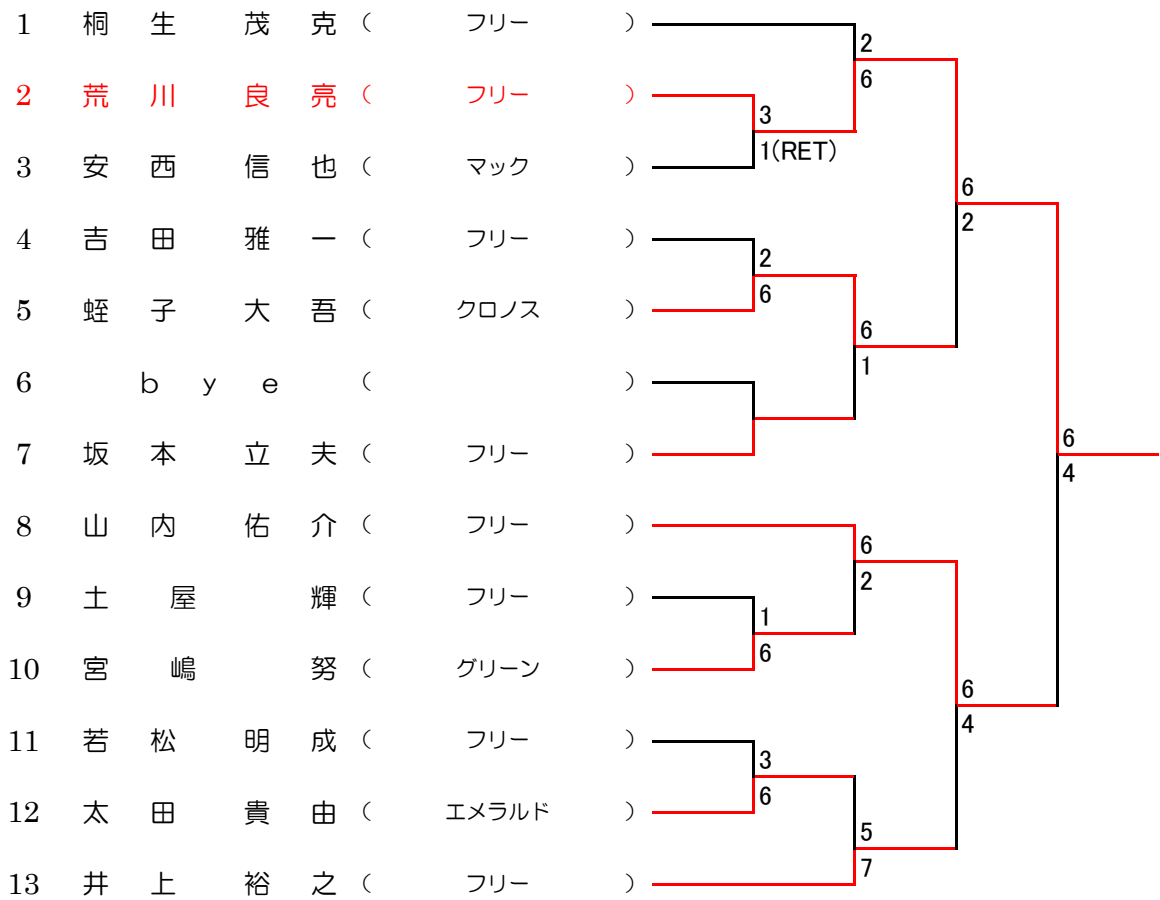 1 桐生 茂克 （ フリー ）
2
6
2 荒川 良亮 （ フリー ）
3
1(RET)
3 安西 信也 （ マック ）
6
2
4 吉田 雅一 （ フリー ）
2
6
5 蛭子 大吾 （ クロノス ）
6
1
6 ｂｙｅ （ ）
7 坂本 立夫 （ フリー ）
6
4
8 山内 佑介 （ フリー ）
6
2
9 土屋 輝 （ フリー ）
1
6
10 宮嶋 努 （ グリーン ）
6
4
11 若松 明成 （ フリー ）
3
6
12 太田 貴由 （ エメラルド ）
5
7
13 井上 裕之 （ フリー ）